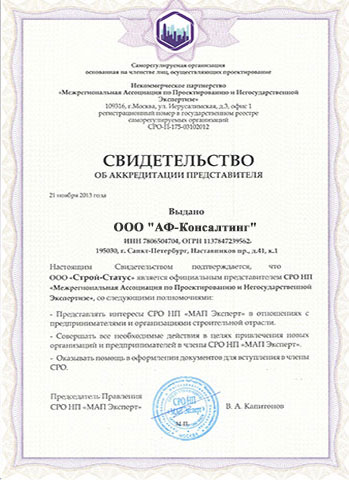 Саморегулируемая организация
основанная на членстве лиц, осуществляющих проектирование
Некоммерческое партнерство
«Межрегиональная Ассоциация по Проектированию и Негосударственной
Экспертизе»
109316, г.Москва, ул. Иерусалимская, д.3, офис 1
регистрационный номер в государственном реестре
саморегулируемых организаций
СРО-П-175-03102012
СВИДЕТЕЛЬСТВО
ОБ АККРЕДИТАЦИИ ПРЕДСТАВИТЕЛЯ
21 ноября 2013 года
Выдано
ООО "АФ-Консалтинг"
ИНН 7806504704, ОГРН 1137847239562,
195030, г. Санкт-Петербург, Наставников пр., д.41, к.1
Настоящим Свидетельством подтверждается, что
ООО «Строй-Статус» является официальным представителем СРО НП
«Межрегиональная Ассоциация по Проектированию и Негосударственной
Экспертизе», со следующими полномочиями:
- Представлять интересы СРО НП «МАП Эксперт» в отношениях с
предпринимателями и организациями строительной отрасли.
- Совершать все необходимые действия в целях привлечения новых
организаций и предпринимателей в члены СРО НП «МАП Эксперт».
- Оказывать помощь в оформлении документов для вступления в члены
СРО.
Председатель Правления
СРО НП «МАП Эксперт»
СРО НП
«МАП Эксперт»
В. А. Капитонов
М.П.